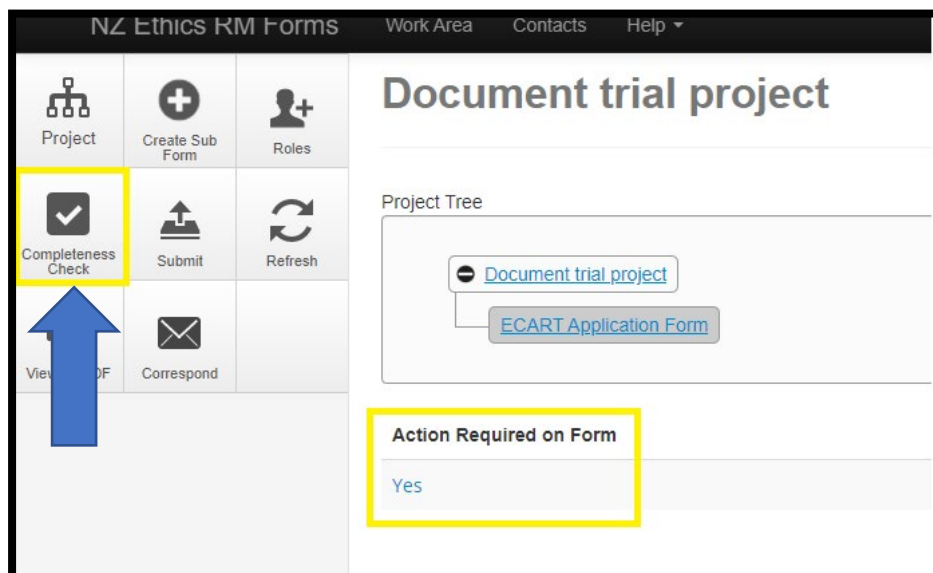 NZ Ethics RM Forms Work Area Contacts Help
Document trial project
Project
Create Sub
Form
Roles
Completeness
Check
Submit
Refresh
Correspond
Project Tree
Document trial project
ECART Application Form
Action Required on Form
Yes